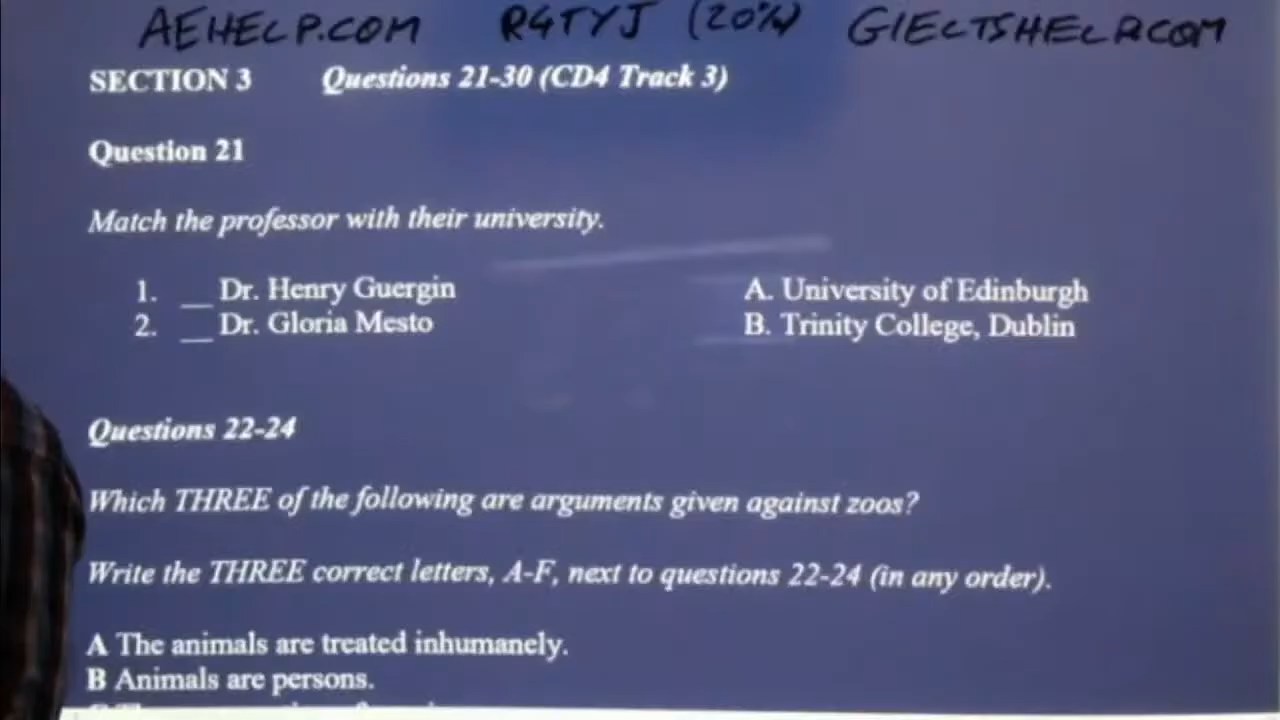 AEHELP.COM R4TYJ (20%) GIELTSHELP.COM
SECTION 3 Questions 21-30 (CD4 Track 3)
Question 21
Match the professor with their university.
1. __ Dr. Henry Guergin A. University of Edinburgh
2. __ Dr. Gloria Mesto B. Trinity College, Dublin
Questions 22-24
Which THREE of the following are arguments given against zoos?
Write the THREE correct letters, A-F, next to questions 22-24 (in any order).
A The animals are treated inhumanely.
B Animals are persons.